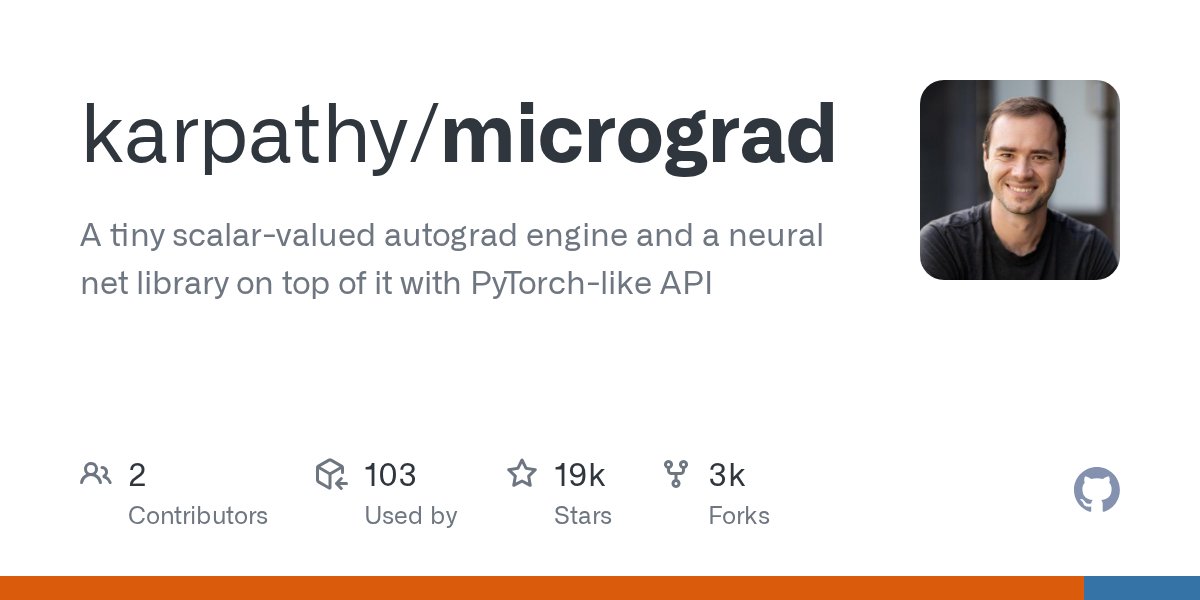 karpathy/micrograd
A tiny scalar-valued autograd engine and a neural
net library on top of it with PyTorch-like API
2
Contributors
103
Used by
19k
Stars
3k
Forks